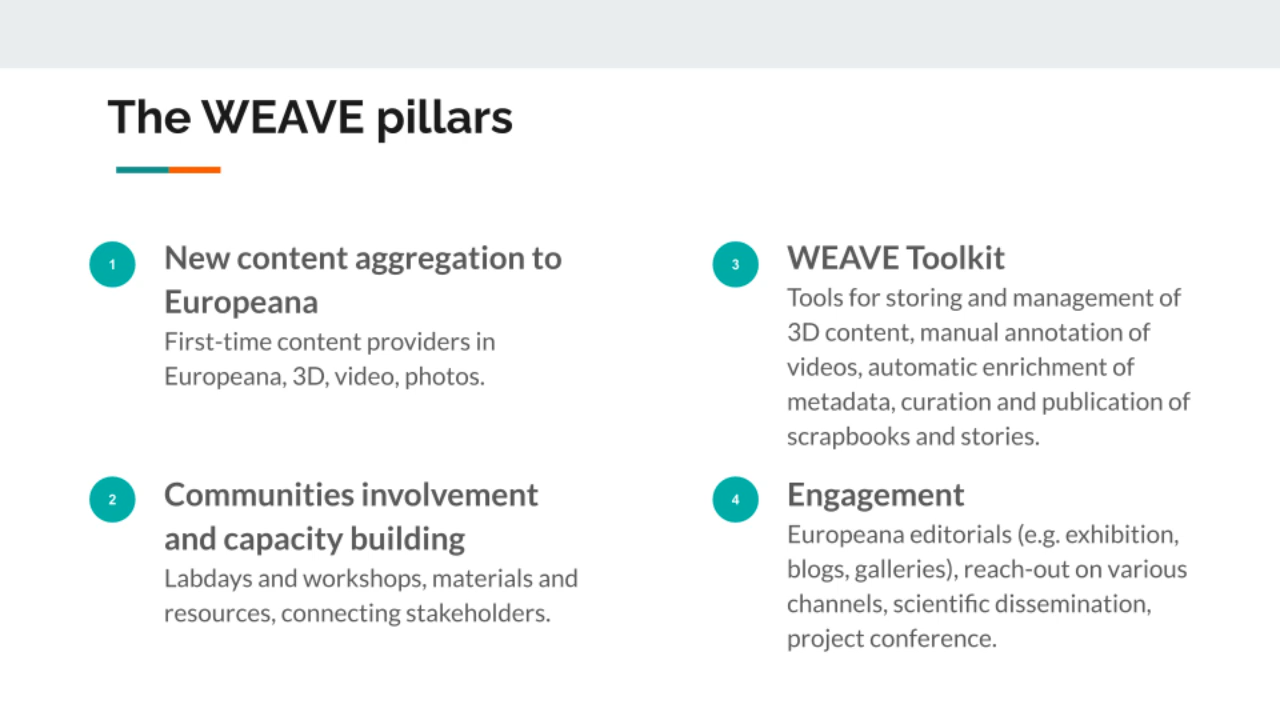 The WEAVE pillars
1
New content aggregation to
Europeana
First-time content providers in
Europeana, 3D, video, photos.
2
Communities involvement
and capacity building
Labdays and workshops, materials and
resources, connecting stakeholders.
3
WEAVE Toolkit
Tools for storing and management of
3D content, manual annotation of
videos, automatic enrichment of
metadata, curation and publication of
scrapbooks and stories.
4
Engagement
Europeana editorials (e.g. exhibition,
blogs, galleries), reach-out on various
channels, scientific dissemination,
project conference.